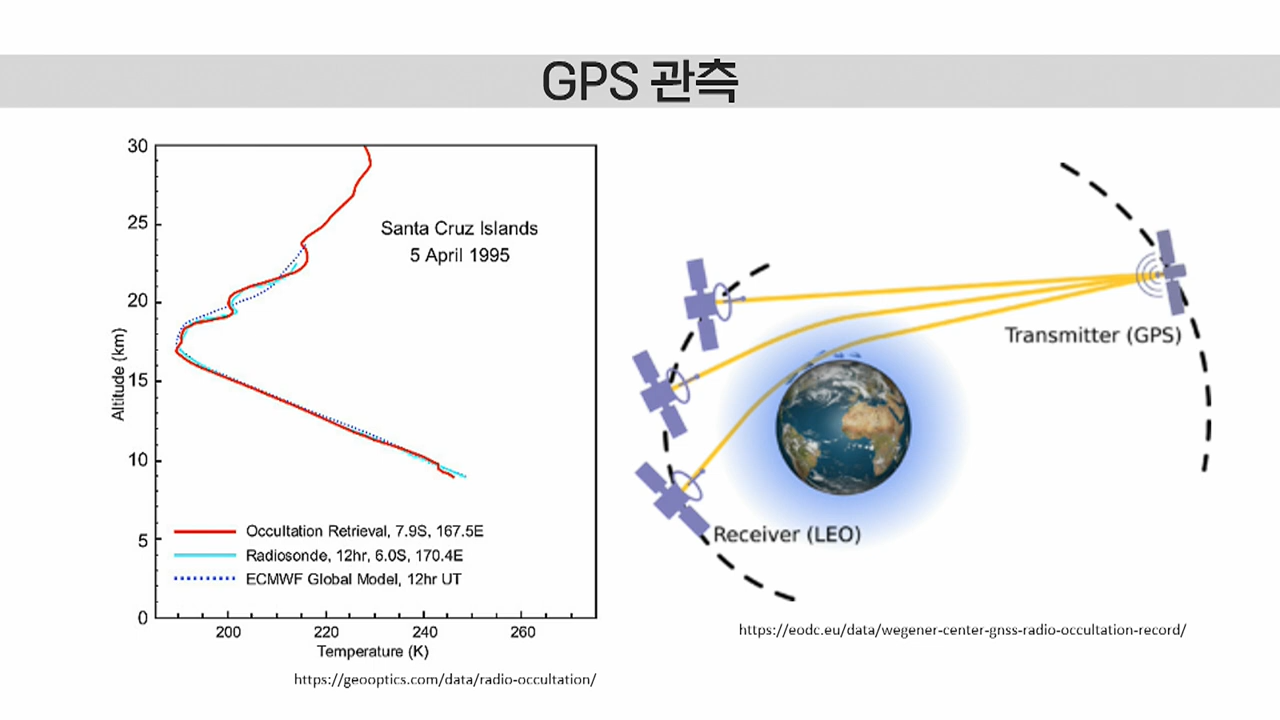 GPS 관측
30
25
20
15
10
5
0
Altitude (km)
Santa Cruz Islands
5 April 1995
Occultation Retrieval, 7.9S, 167.5E
Radiosonde, 12hr, 6.0S, 170.4E
ECMWF Global Model, 12hr UT
200 220 240 260
Temperature (K)
https://geooptics.com/data/radio-occultation/
Transmitter (GPS)
Receiver (LEO)
https://eodc.eu/data/wegener-center-gnss-radio-occultation-record/